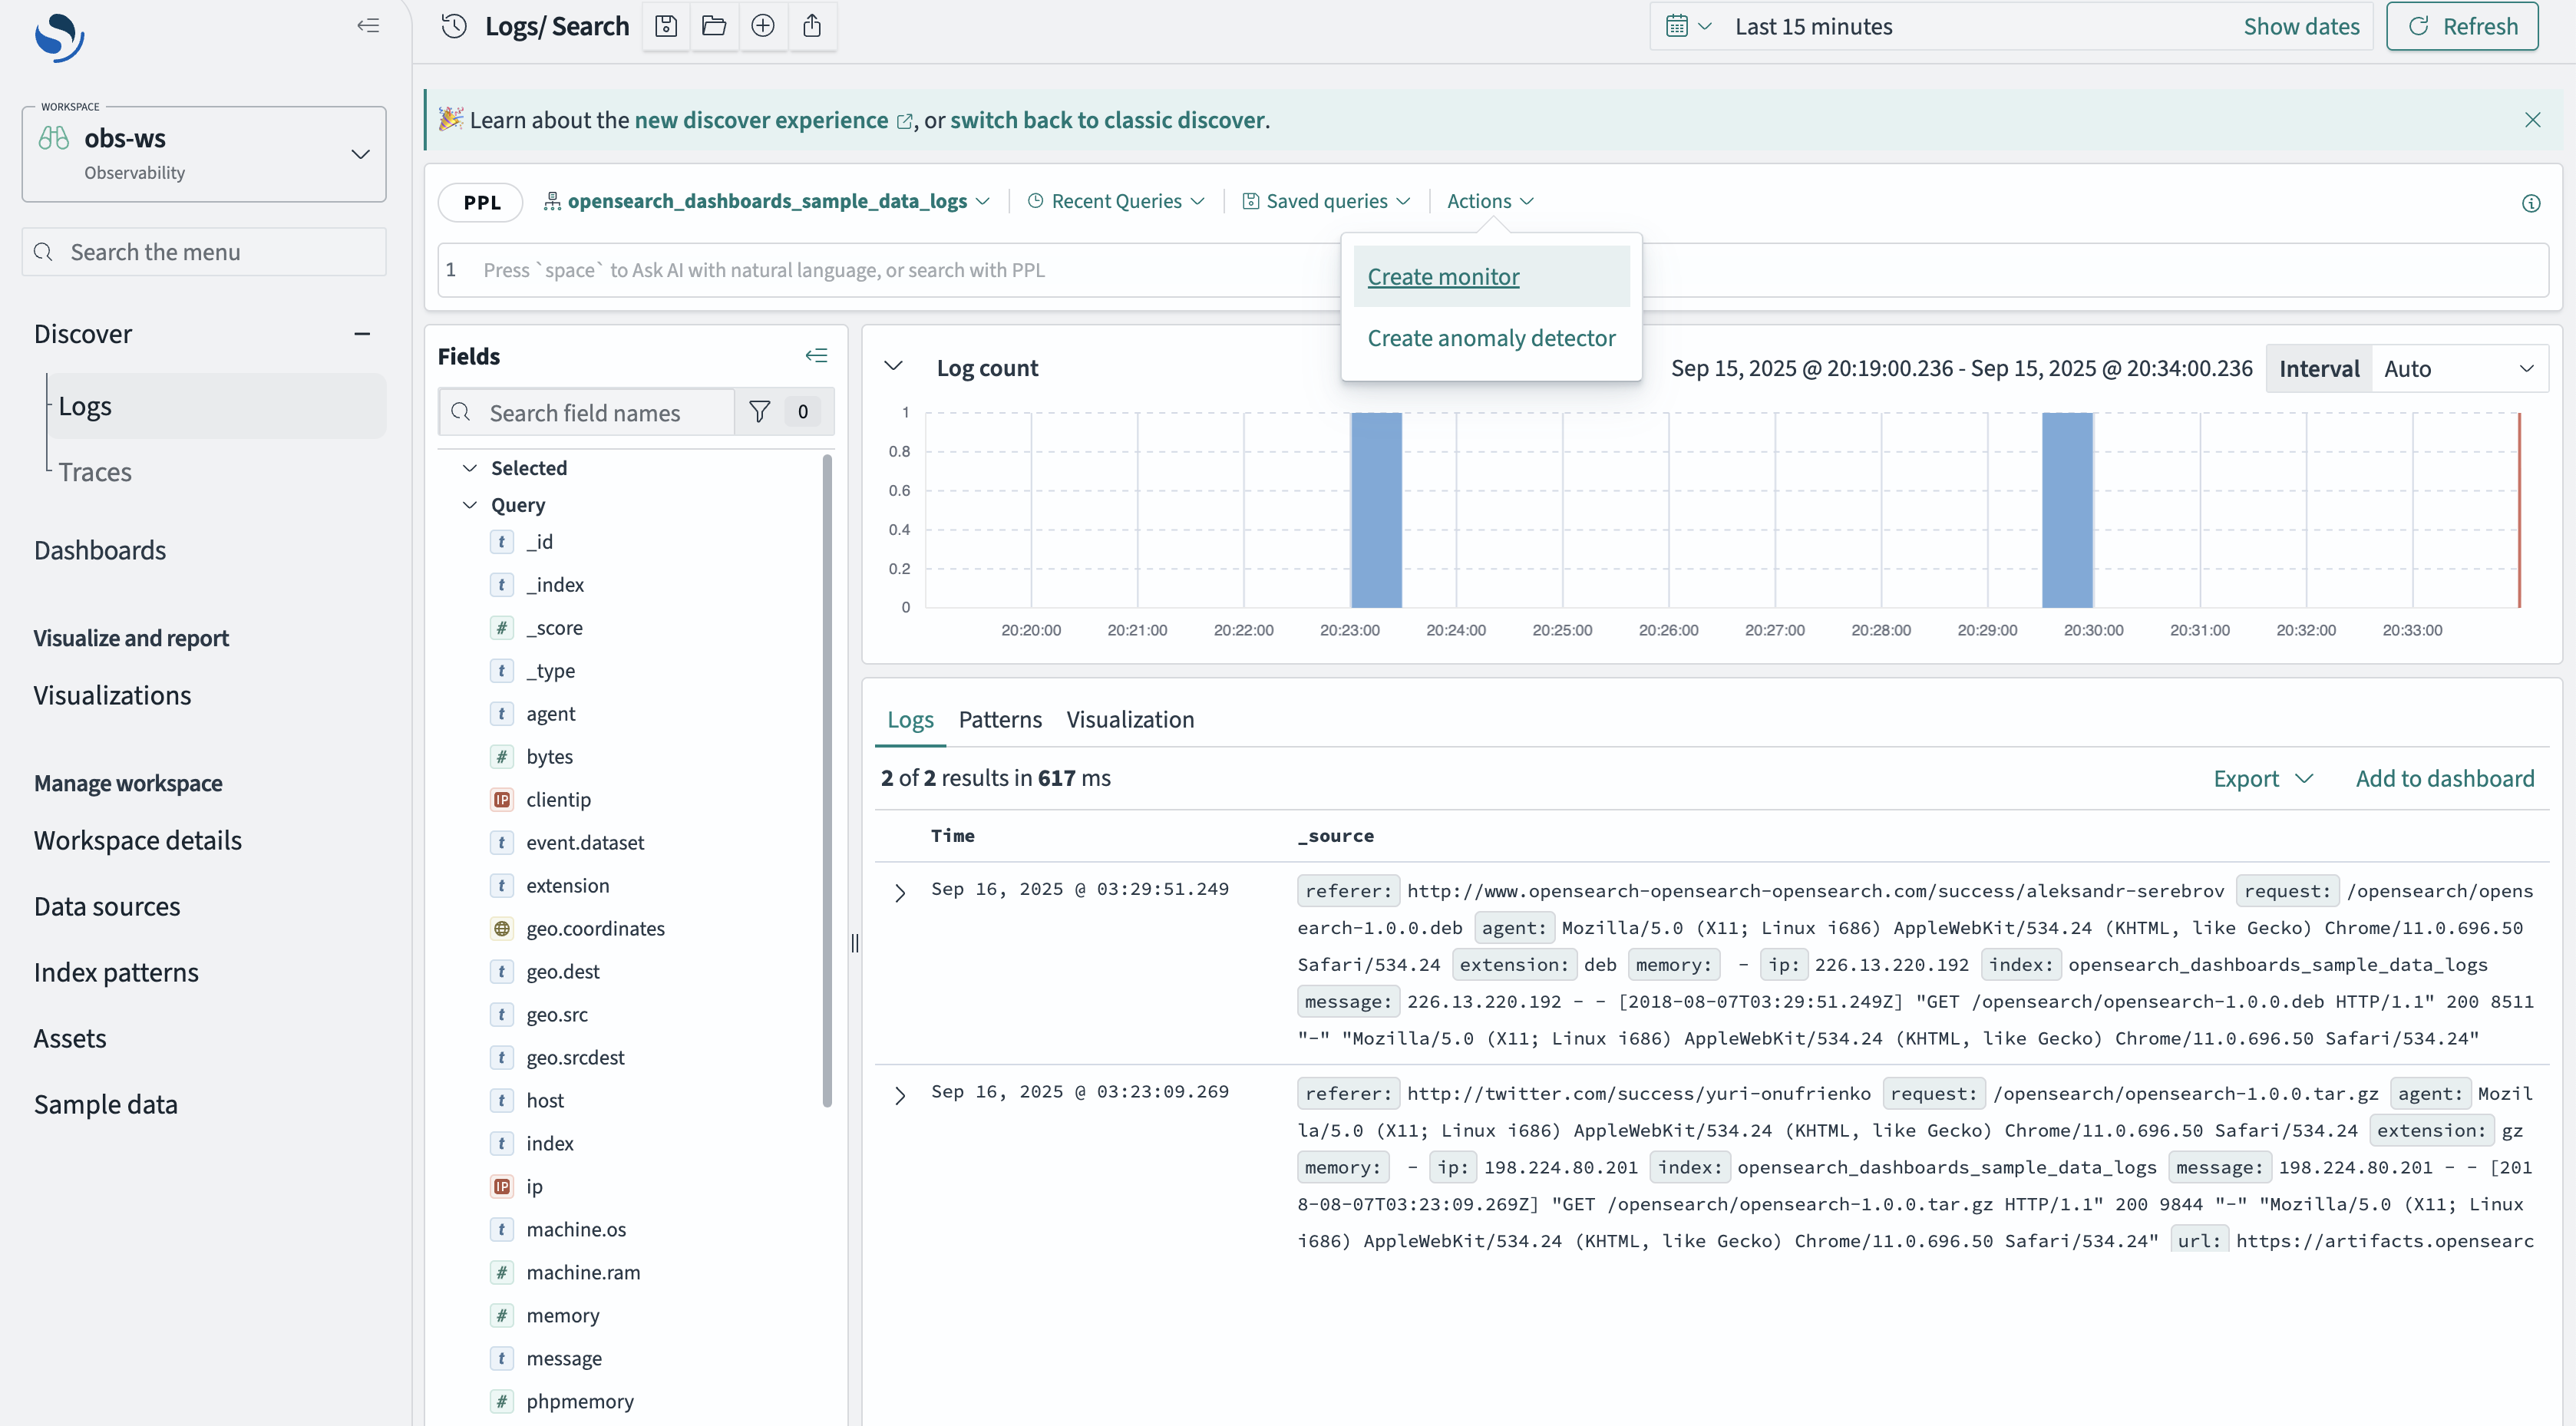 Logs/ Search
Last 15 minutes
Show dates
Refresh
WORKSPACE
obs-ws
Observability
Search the menu
Discover
Logs
Traces
Dashboards
Visualize and report
Visualizations
Manage workspace
Workspace details
Data sources
Index patterns
Assets
Sample data
🎉 Learn about the new discover experience, or switch back to classic discover.
PPL
opensearch_dashboards_sample_data_logs
Recent Queries
Saved queries
Actions
1 Press `space` to Ask AI with natural language, or search with PPL
Create monitor
Create anomaly detector
Fields
Search field names
0
Selected
Query
t _id
t _index
# _score
t _type
t agent
# bytes
IP clientip
t event.dataset
t extension
geo.coordinates
t geo.dest
t geo.src
t geo.srcdest
t host
t index
IP ip
t machine.os
# machine.ram
# memory
t message
# phpmemory
Log count
Sep 15, 2025 @ 20:19:00.236 - Sep 15, 2025 @ 20:34:00.236
Interval Auto
1
0.8
0.6
0.4
0.2
0
20:20:00 20:21:00 20:22:00 20:23:00 20:24:00 20:25:00 20:26:00 20:27:00 20:28:00 20:29:00 20:30:00 20:31:00 20:32:00 20:33:00
Logs Patterns Visualization
2 of 2 results in 617 ms
Export
Add to dashboard
Time _source
Sep 16, 2025 @ 03:29:51.249
referer: http://www.opensearch-opensearch-opensearch.com/success/aleksandr-serebrov request: /opensearch/opens
earch-1.0.0.deb agent: Mozilla/5.0 (X11; Linux i686) AppleWebKit/534.24 (KHTML, like Gecko) Chrome/11.0.696.50
Safari/534.24 extension: deb memory: - ip: 226.13.220.192 index: opensearch_dashboards_sample_data_logs
message: 226.13.220.192 - - [2018-08-07T03:29:51.249Z] "GET /opensearch/opensearch-1.0.0.deb HTTP/1.1" 200 8511
"-" "Mozilla/5.0 (X11; Linux i686) AppleWebKit/534.24 (KHTML, like Gecko) Chrome/11.0.696.50 Safari/534.24"
Sep 16, 2025 @ 03:23:09.269
referer: http://twitter.com/success/yuri-onufrienko request: /opensearch/opensearch-1.0.0.tar.gz agent: Mozil
la/5.0 (X11; Linux i686) AppleWebKit/534.24 (KHTML, like Gecko) Chrome/11.0.696.50 Safari/534.24 extension: gz
memory: - ip: 198.224.80.201 index: opensearch_dashboards_sample_data_logs message: 198.224.80.201 - - [201
8-08-07T03:23:09.269Z] "GET /opensearch/opensearch-1.0.0.tar.gz HTTP/1.1" 200 9844 "-" "Mozilla/5.0 (X11; Linux
i686) AppleWebKit/534.24 (KHTML, like Gecko) Chrome/11.0.696.50 Safari/534.24" url: https://artifacts.opensearc